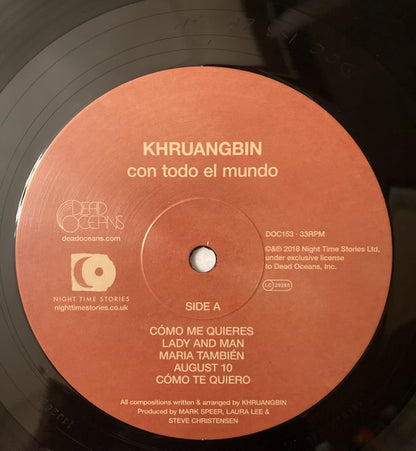 KHRUANGBIN
con todo el mundo
DEAD
OCEANS
deadoceans.com
DOC153 · 33RPM
©&℗ 2018 Night Time Stories Ltd.
under exclusive license
to Dead Oceans, Inc.
NIGHT TIME STORIES
nighttimestories.co.uk
SIDE A
CÓMO ME QUIERES
LADY AND MAN
MARIA TAMBIÉN
AUGUST 10
CÓMO TE QUIERO
All compositions written & arranged by KHRUANGBIN
Produced by MARK SPEER, LAURA LEE &
STEVE CHRISTENSEN